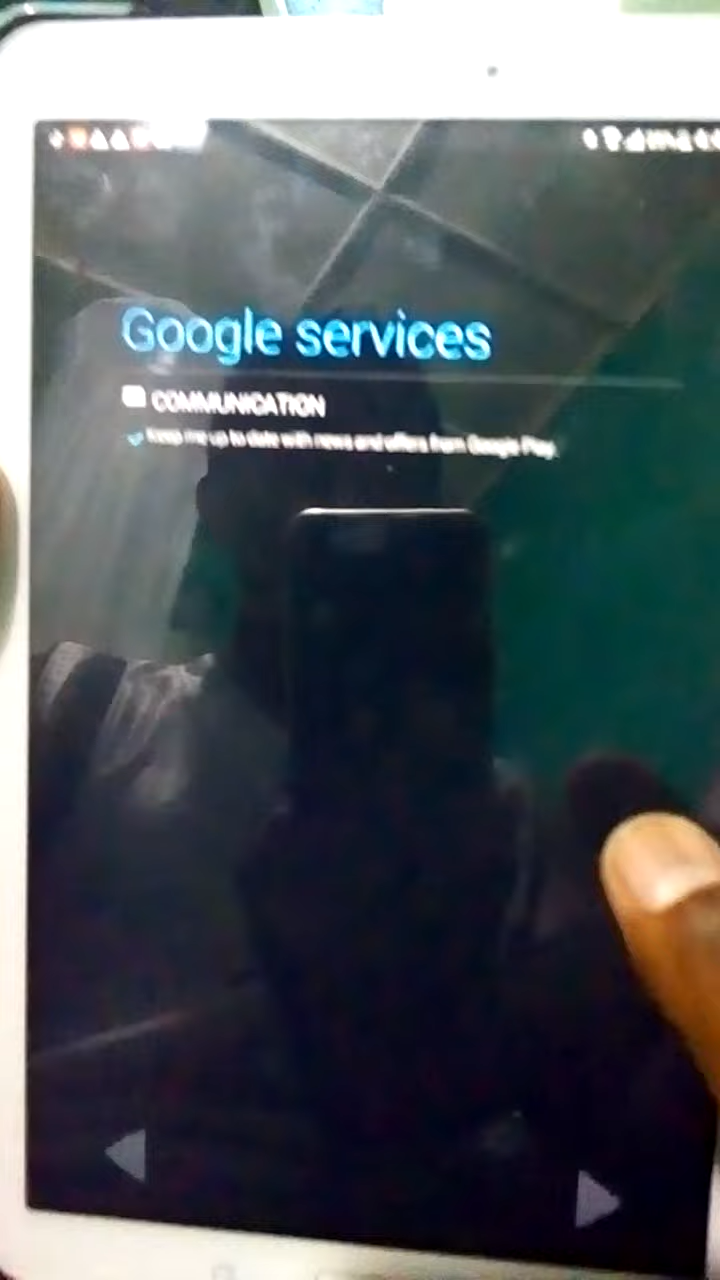 Google services
COMMUNICATION
Keep me up to date with news and offers from Google Play.